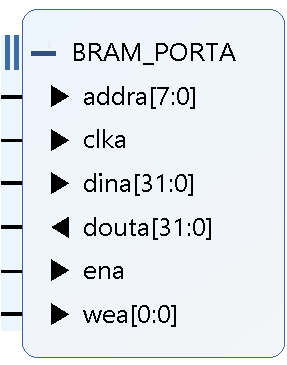 BRAM_PORTA
addra[7:0]
clka
dina[31:0]
douta[31:0]
ena
wea[0:0]